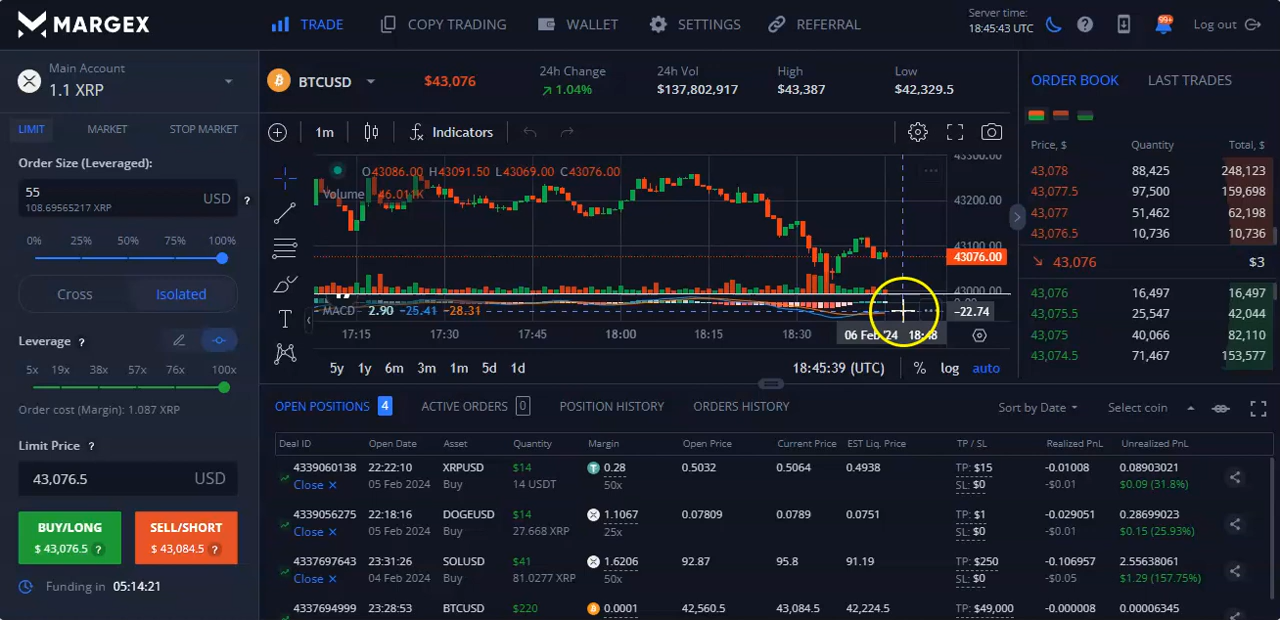 MARGEX
TRADE
COPY TRADING
WALLET
SETTINGS
REFERRAL
Server time:
18:45:43 UTC
99+
Log out
Main Account
1.1 XRP
BTCUSD
$43,076
24h Change
1.04%
24h Vol
$137,802,917
High
$43,387
Low
$42,329.5
LIMIT MARKET STOP MARKET
Order Size (Leveraged):
55
108.69565217 XRP
USD ?
0% 25% 50% 75% 100%
Cross Isolated
Leverage ?
5x 19x 38x 57x 76x 100x
Order cost (Margin): 1.087 XRP
Limit Price ?
43,076.5 USD
BUY/LONG
$ 43,076.5 ?
SELL/SHORT
$ 43,084.5 ?
Funding in 05:14:21
1m Indicators
O43086.00 H43091.50 L43069.00 C43076.00
Volume 46.011K
43300.00
43200.00
43100.00
43076.00
43000.00
MACD 2.90 -25.41 -28.31
-22.74
17:15 17:30 17:45 18:00 18:15 18:30
06 Feb '24 18:48
5y 1y 6m 3m 1m 5d 1d
18:45:39 (UTC) % log auto
ORDER BOOK LAST TRADES
Price, $ Quantity Total, $
43,078 88,425 248,123
43,077.5 97,500 159,698
43,077 51,462 62,198
43,076.5 10,736 10,736
43,076 $3
43,076 16,497 16,497
43,075.5 25,547 42,044
43,075 40,066 82,110
43,074.5 71,467 153,577
OPEN POSITIONS 4 ACTIVE ORDERS 0 POSITION HISTORY ORDERS HISTORY
Sort by Date Select coin
Deal ID Open Date Asset Quantity Margin Open Price Current Price EST Liq. Price TP / SL Realized PnL Unrealized PnL
4339060138 22:22:10 XRPUSD $14 0.28 0.5032 0.5064 0.4938 TP: $15 -0.01008 0.08903021
Close × 05 Feb 2024 Buy 14 USDT 50x SL: $0 -$0.01 $0.09 (31.8%)
4339056275 22:18:16 DOGEUSD $14 1.1067 0.07809 0.0789 0.0751 TP: $1 -0.029051 0.28699023
Close × 05 Feb 2024 Buy 27.668 XRP 25x SL: $0 -$0.01 $0.15 (25.93%)
4337697643 23:31:26 SOLUSD $41 1.6206 92.87 95.8 91.19 TP: $250 -0.106957 2.55638061
Close × 04 Feb 2024 Buy 81.0277 XRP 50x SL: $0 -$0.05 $1.29 (157.75%)
4337694999 23:28:53 BTCUSD $220 0.0001 42,560.5 43,084.5 42,224.5 TP: $49,000 -0.000008 0.00006345